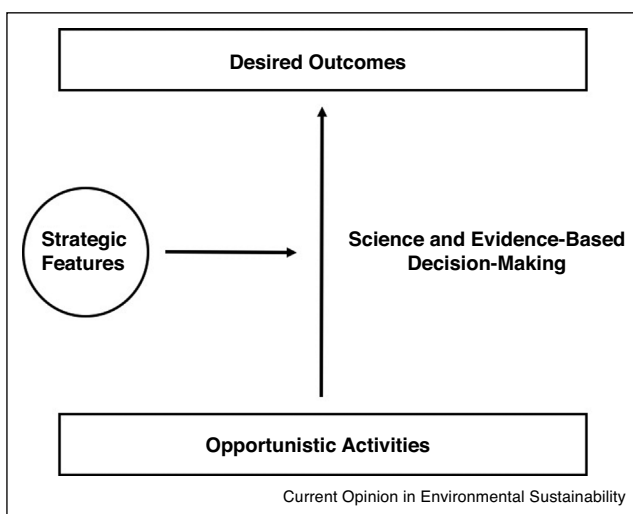 Desired Outcomes
Strategic
Features
Science and Evidence-Based
Decision-Making
Opportunistic Activities
Current Opinion in Environmental Sustainability